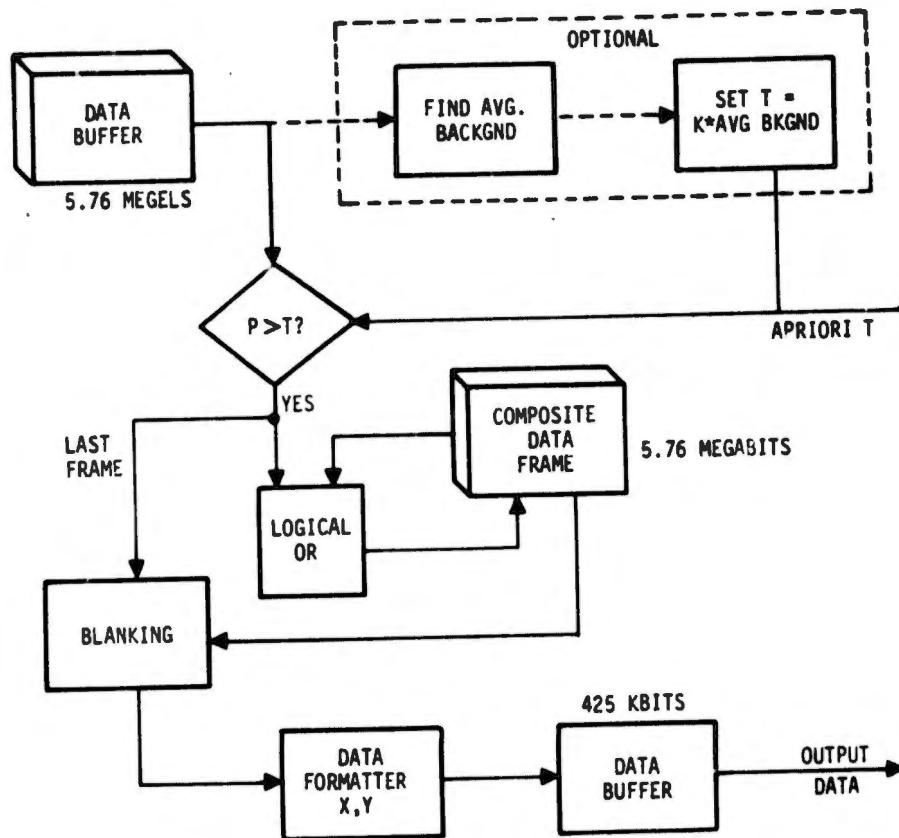 OPTIONAL
DATA
BUFFER
5.76 MEGELS
FIND AVG.
BACKGND
SET T =
K*AVG BKGND
P>T?
APRIORI T
YES
LAST
FRAME
COMPOSITE
DATA
FRAME
5.76 MEGABITS
LOGICAL
OR
BLANKING
425 KBITS
DATA
FORMATTER
X,Y
DATA
BUFFER
OUTPUT
DATA